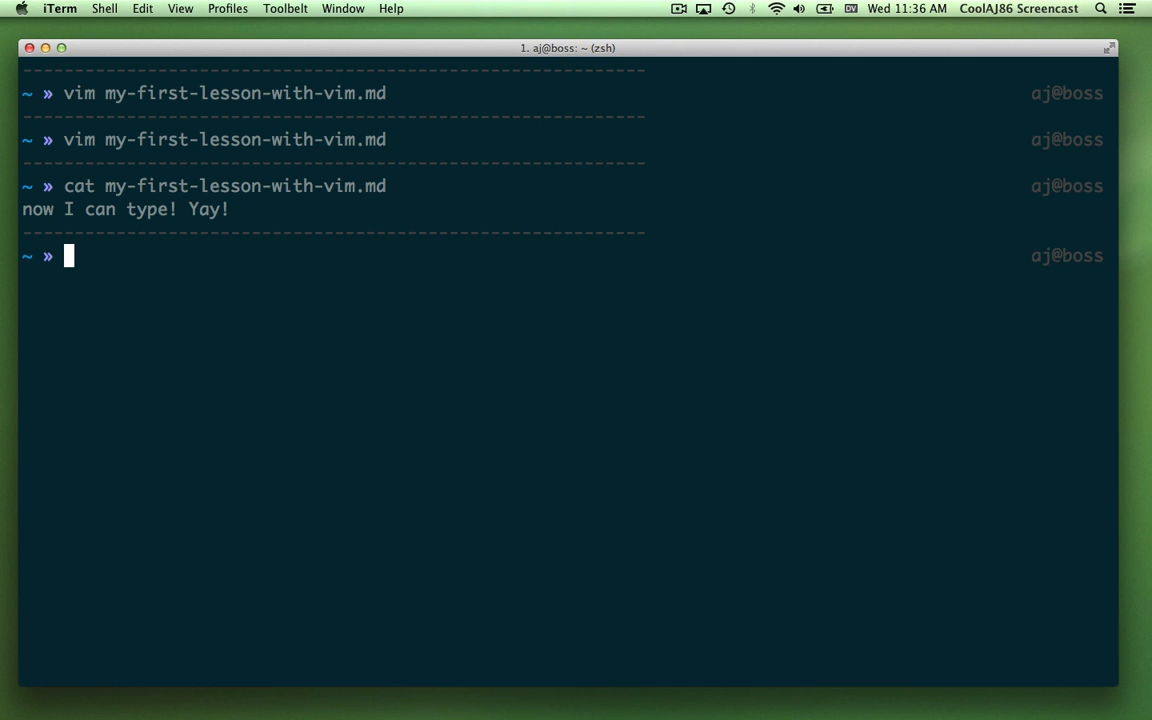 iTerm Shell Edit View Profiles Toolbelt Window Help DV Wed 11:36 AM CoolAJ86 Screencast
1. aj@boss: ~ (zsh)
------------------------------------------------------------
~ » vim my-first-lesson-with-vim.md aj@boss
------------------------------------------------------------
~ » vim my-first-lesson-with-vim.md aj@boss
------------------------------------------------------------
~ » cat my-first-lesson-with-vim.md aj@boss
now I can type! Yay!
------------------------------------------------------------
~ » aj@boss